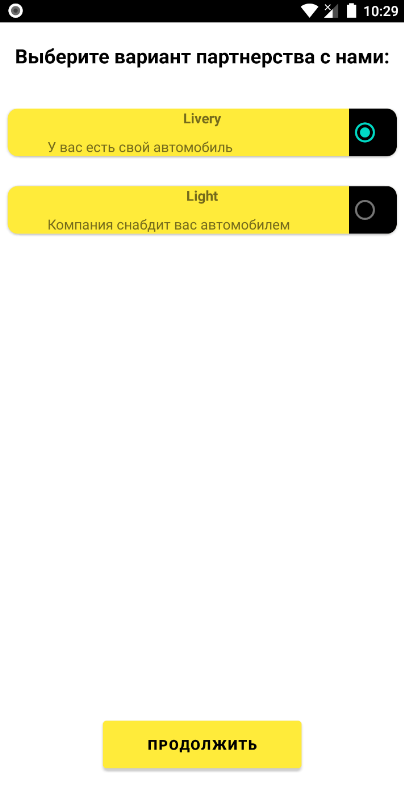 10:29
Выберите вариант партнерства с нами:
Livery
У вас есть свой автомобиль
Light
Компания снабдит вас автомобилем
ПРОДОЛЖИТЬ